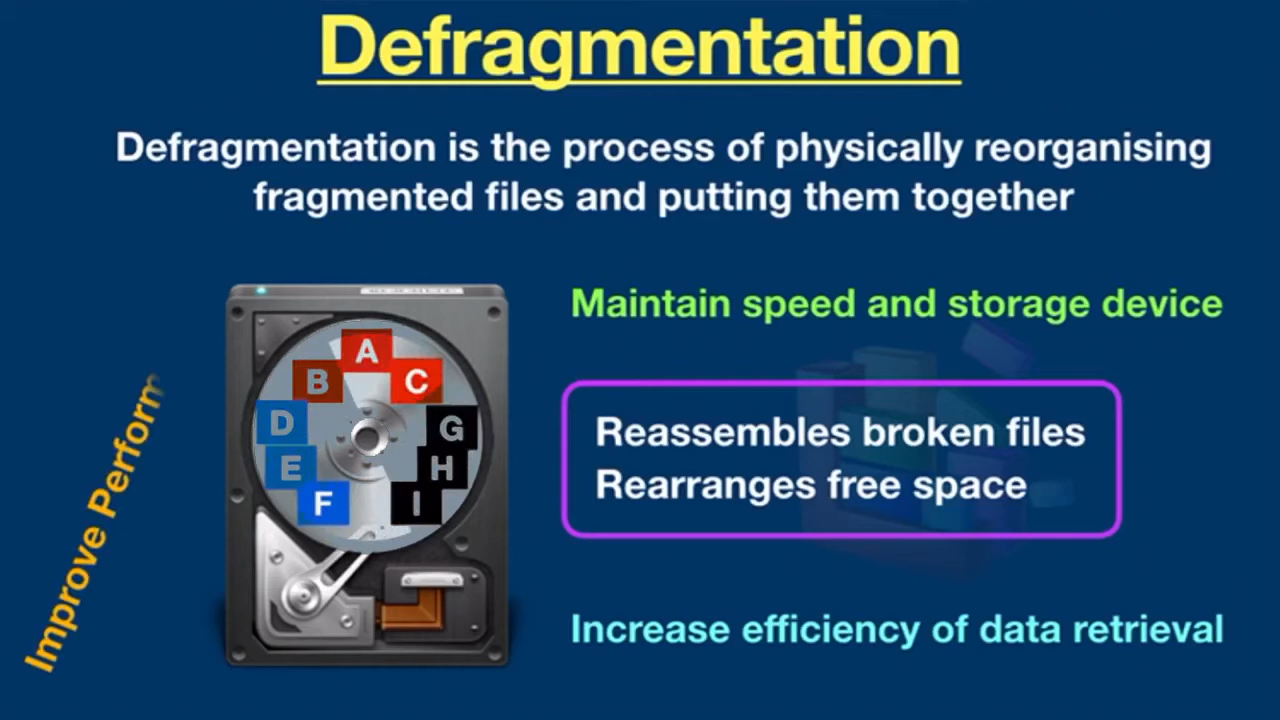 Defragmentation
Defragmentation is the process of physically reorganising
fragmented files and putting them together
Maintain speed and storage device
A
B
C
D
G
E
H
F
I
Reassembles broken files
Rearranges free space
Improve Perform
Increase efficiency of data retrieval